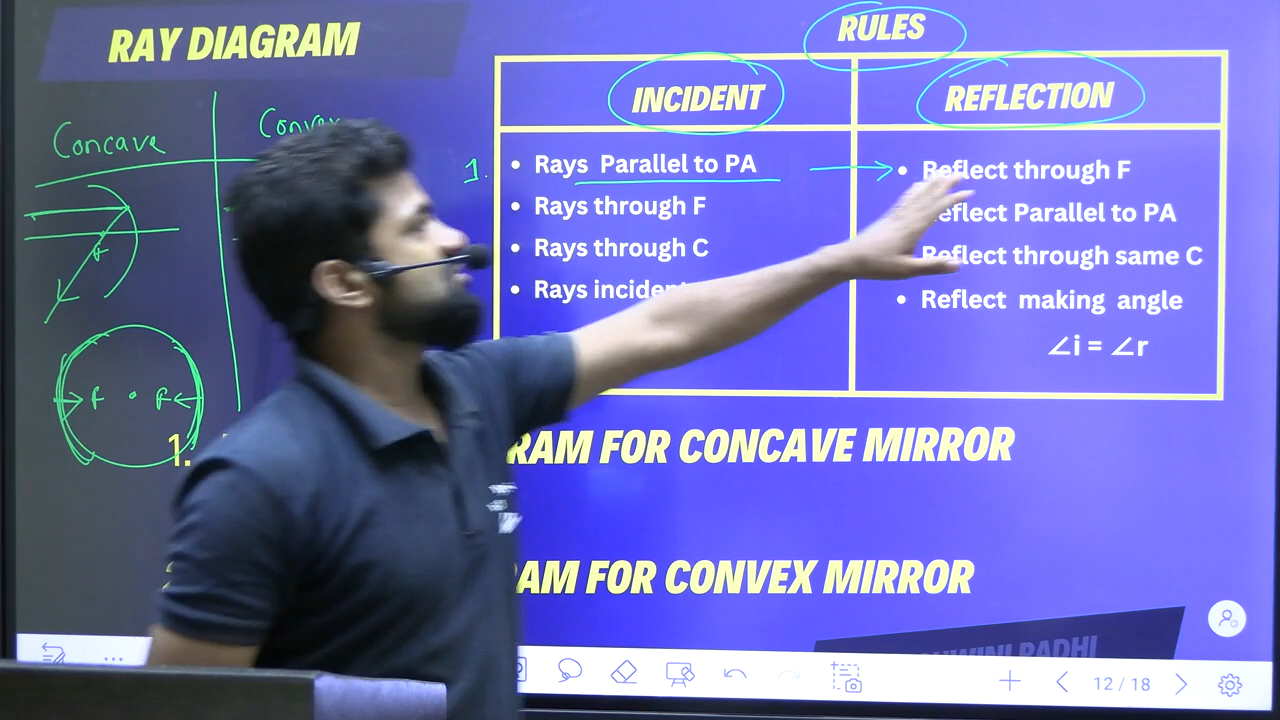 RAY DIAGRAM
RULES
INCIDENT
REFLECTION
Concave
Convex
1.
• Rays Parallel to PA
• Reflect through F
• Rays through F
Reflect Parallel to PA
• Rays through C
Reflect through same C
• Rays incident
• Reflect making angle
∠i = ∠r
F
F
F
1.
RAM FOR CONCAVE MIRROR
RAM FOR CONVEX MIRROR
RADHI
12 / 18